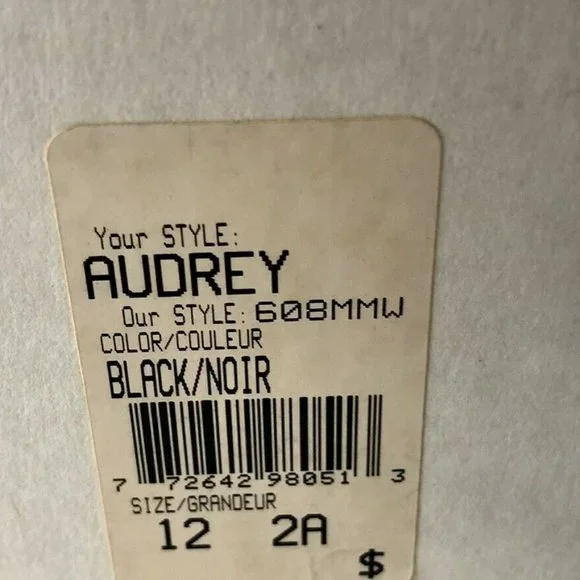 Your STYLE:
AUDREY
Our STYLE: 608MMW
COLOR/COULEUR
BLACK/NOIR
7 72642 98051 3
SIZE/GRANDEUR
12 2A
$